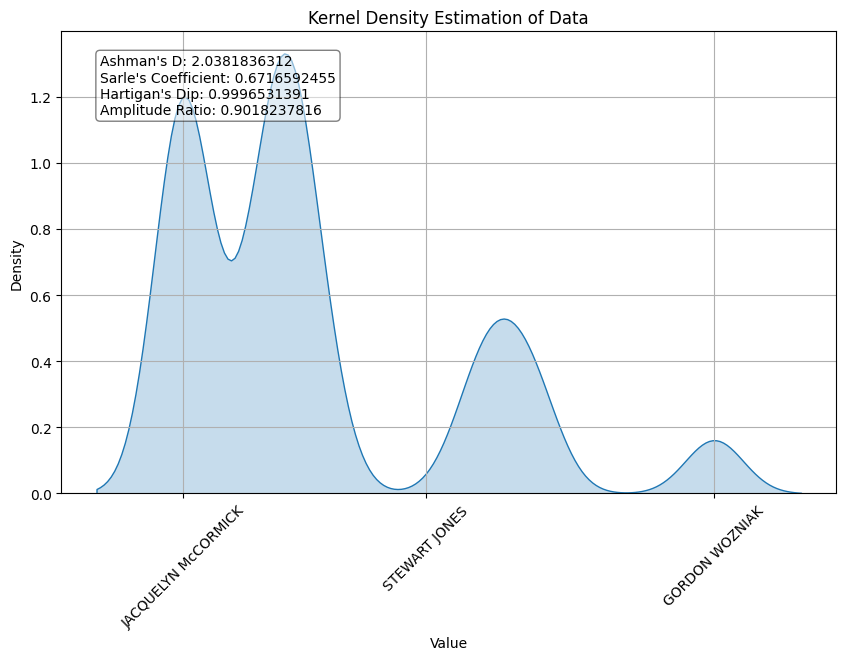 Kernel Density Estimation of Data
Ashman's D: 2.0381836312
Sarle's Coefficient: 0.6716592455
Hartigan's Dip: 0.9996531391
Amplitude Ratio: 0.9018237816
Density
1.2
1.0
0.8
0.6
0.4
0.2
0.0
JACQUELYN McCORMICK
STEWART JONES
GORDON WOZNIAK
Value